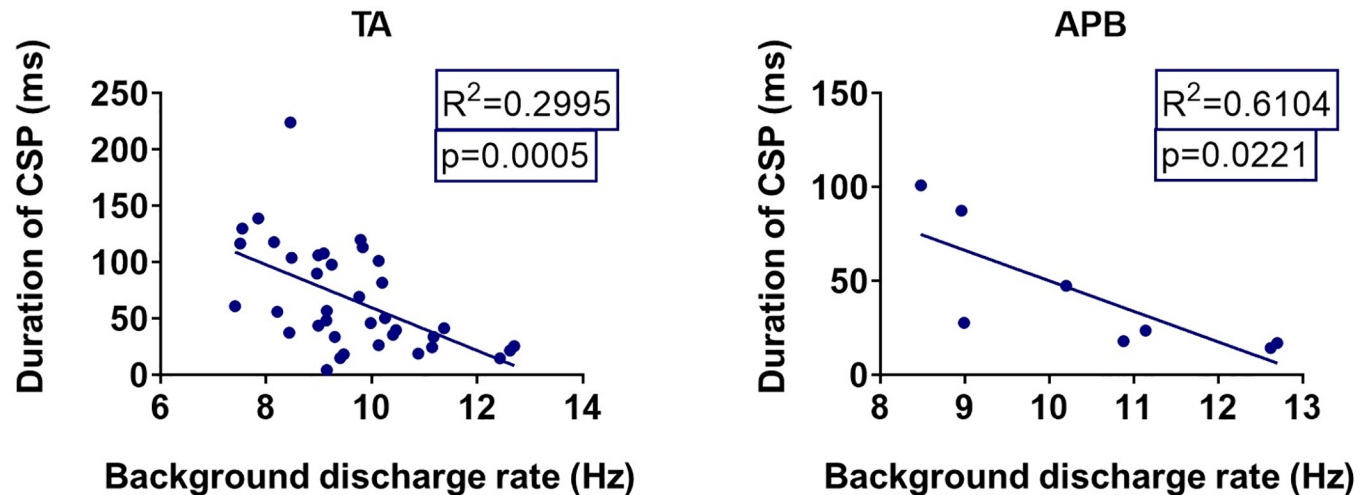 TA
Duration of CSP (ms)
250
200
150
100
50
0
R²=0.2995
p=0.0005
6 8 10 12 14
Background discharge rate (Hz)
APB
Duration of CSP (ms)
150
100
50
0
R²=0.6104
p=0.0221
8 9 10 11 12 13
Background discharge rate (Hz)